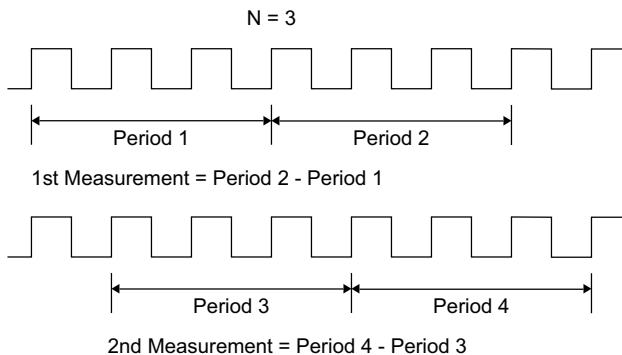 N = 3
Period 1
Period 2
1st Measurement = Period 2 - Period 1
Period 3
Period 4
2nd Measurement = Period 4 - Period 3